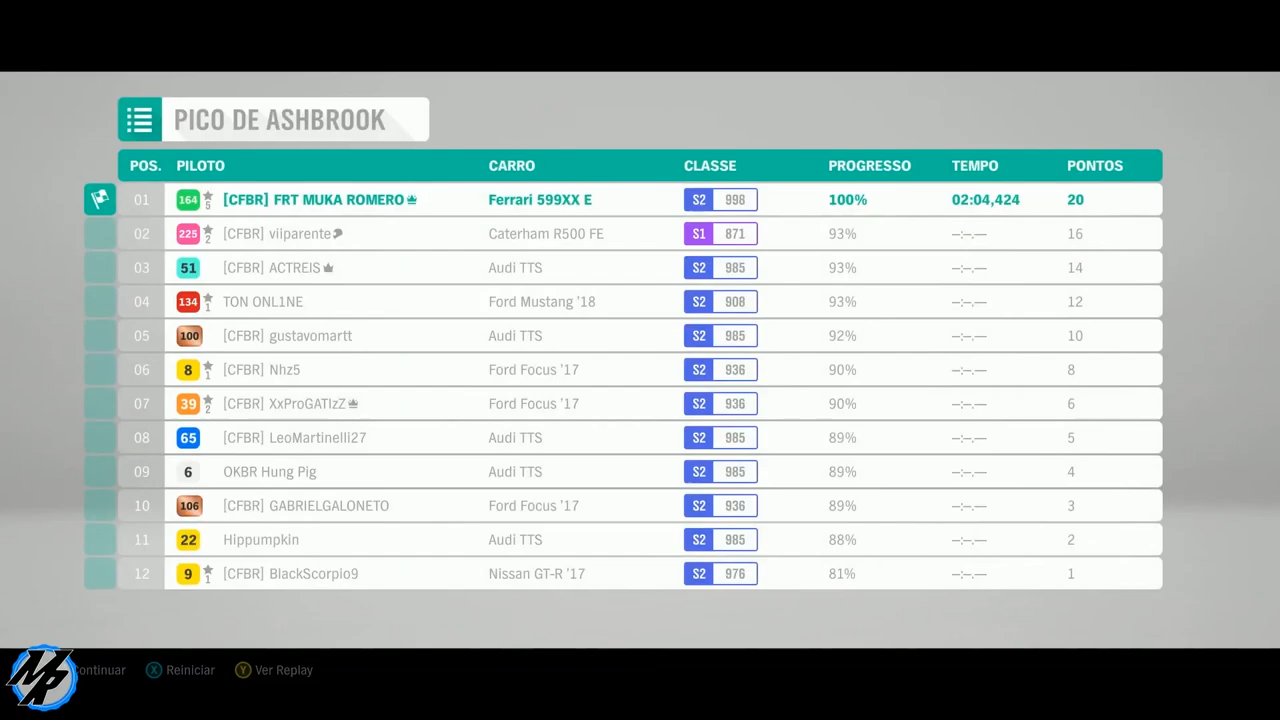 PICO DE ASHBROOK
POS. PILOTO CARRO CLASSE PROGRESSO TEMPO PONTOS
01 164 5 [CFBR] FRT MUKA ROMERO Ferrari 599XX E S2 998 100% 02:04,424 20
02 225 2 [CFBR] viiparente Caterham R500 FE S1 871 93% --:--.--- 16
03 51 [CFBR] ACTREIS Audi TTS S2 985 93% --:--.--- 14
04 134 1 TON ONL1NE Ford Mustang '18 S2 908 93% --:--.--- 12
05 100 [CFBR] gustavomartt Audi TTS S2 985 92% --:--.--- 10
06 8 1 [CFBR] Nhz5 Ford Focus '17 S2 936 90% --:--.--- 8
07 39 2 [CFBR] XxProGATIzZ Ford Focus '17 S2 936 90% --:--.--- 6
08 65 [CFBR] LeoMartinelli27 Audi TTS S2 985 89% --:--.--- 5
09 6 OKBR Hung Pig Audi TTS S2 985 89% --:--.--- 4
10 106 [CFBR] GABRIELGALONETO Ford Focus '17 S2 936 89% --:--.--- 3
11 22 Hippumpkin Audi TTS S2 985 88% --:--.--- 2
12 9 1 [CFBR] BlackScorpio9 Nissan GT-R '17 S2 976 81% --:--.--- 1
ontinuar X Reiniciar Y Ver Replay